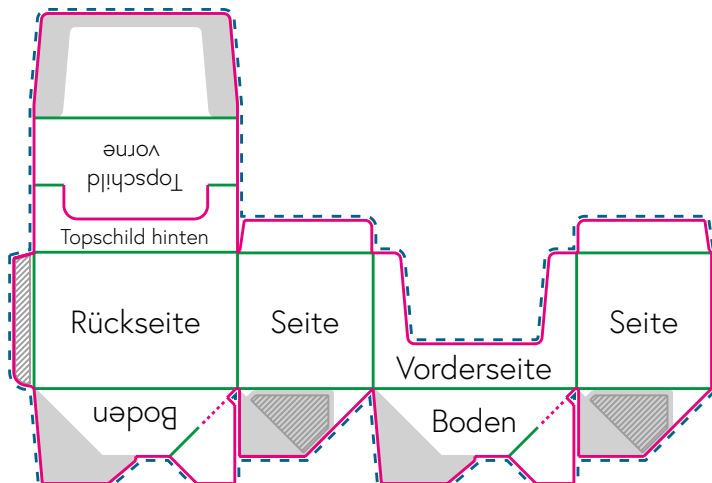 Topschild
vorne
Topschild hinten
Rückseite
Seite
Vorderseite
Seite
Boden
Boden